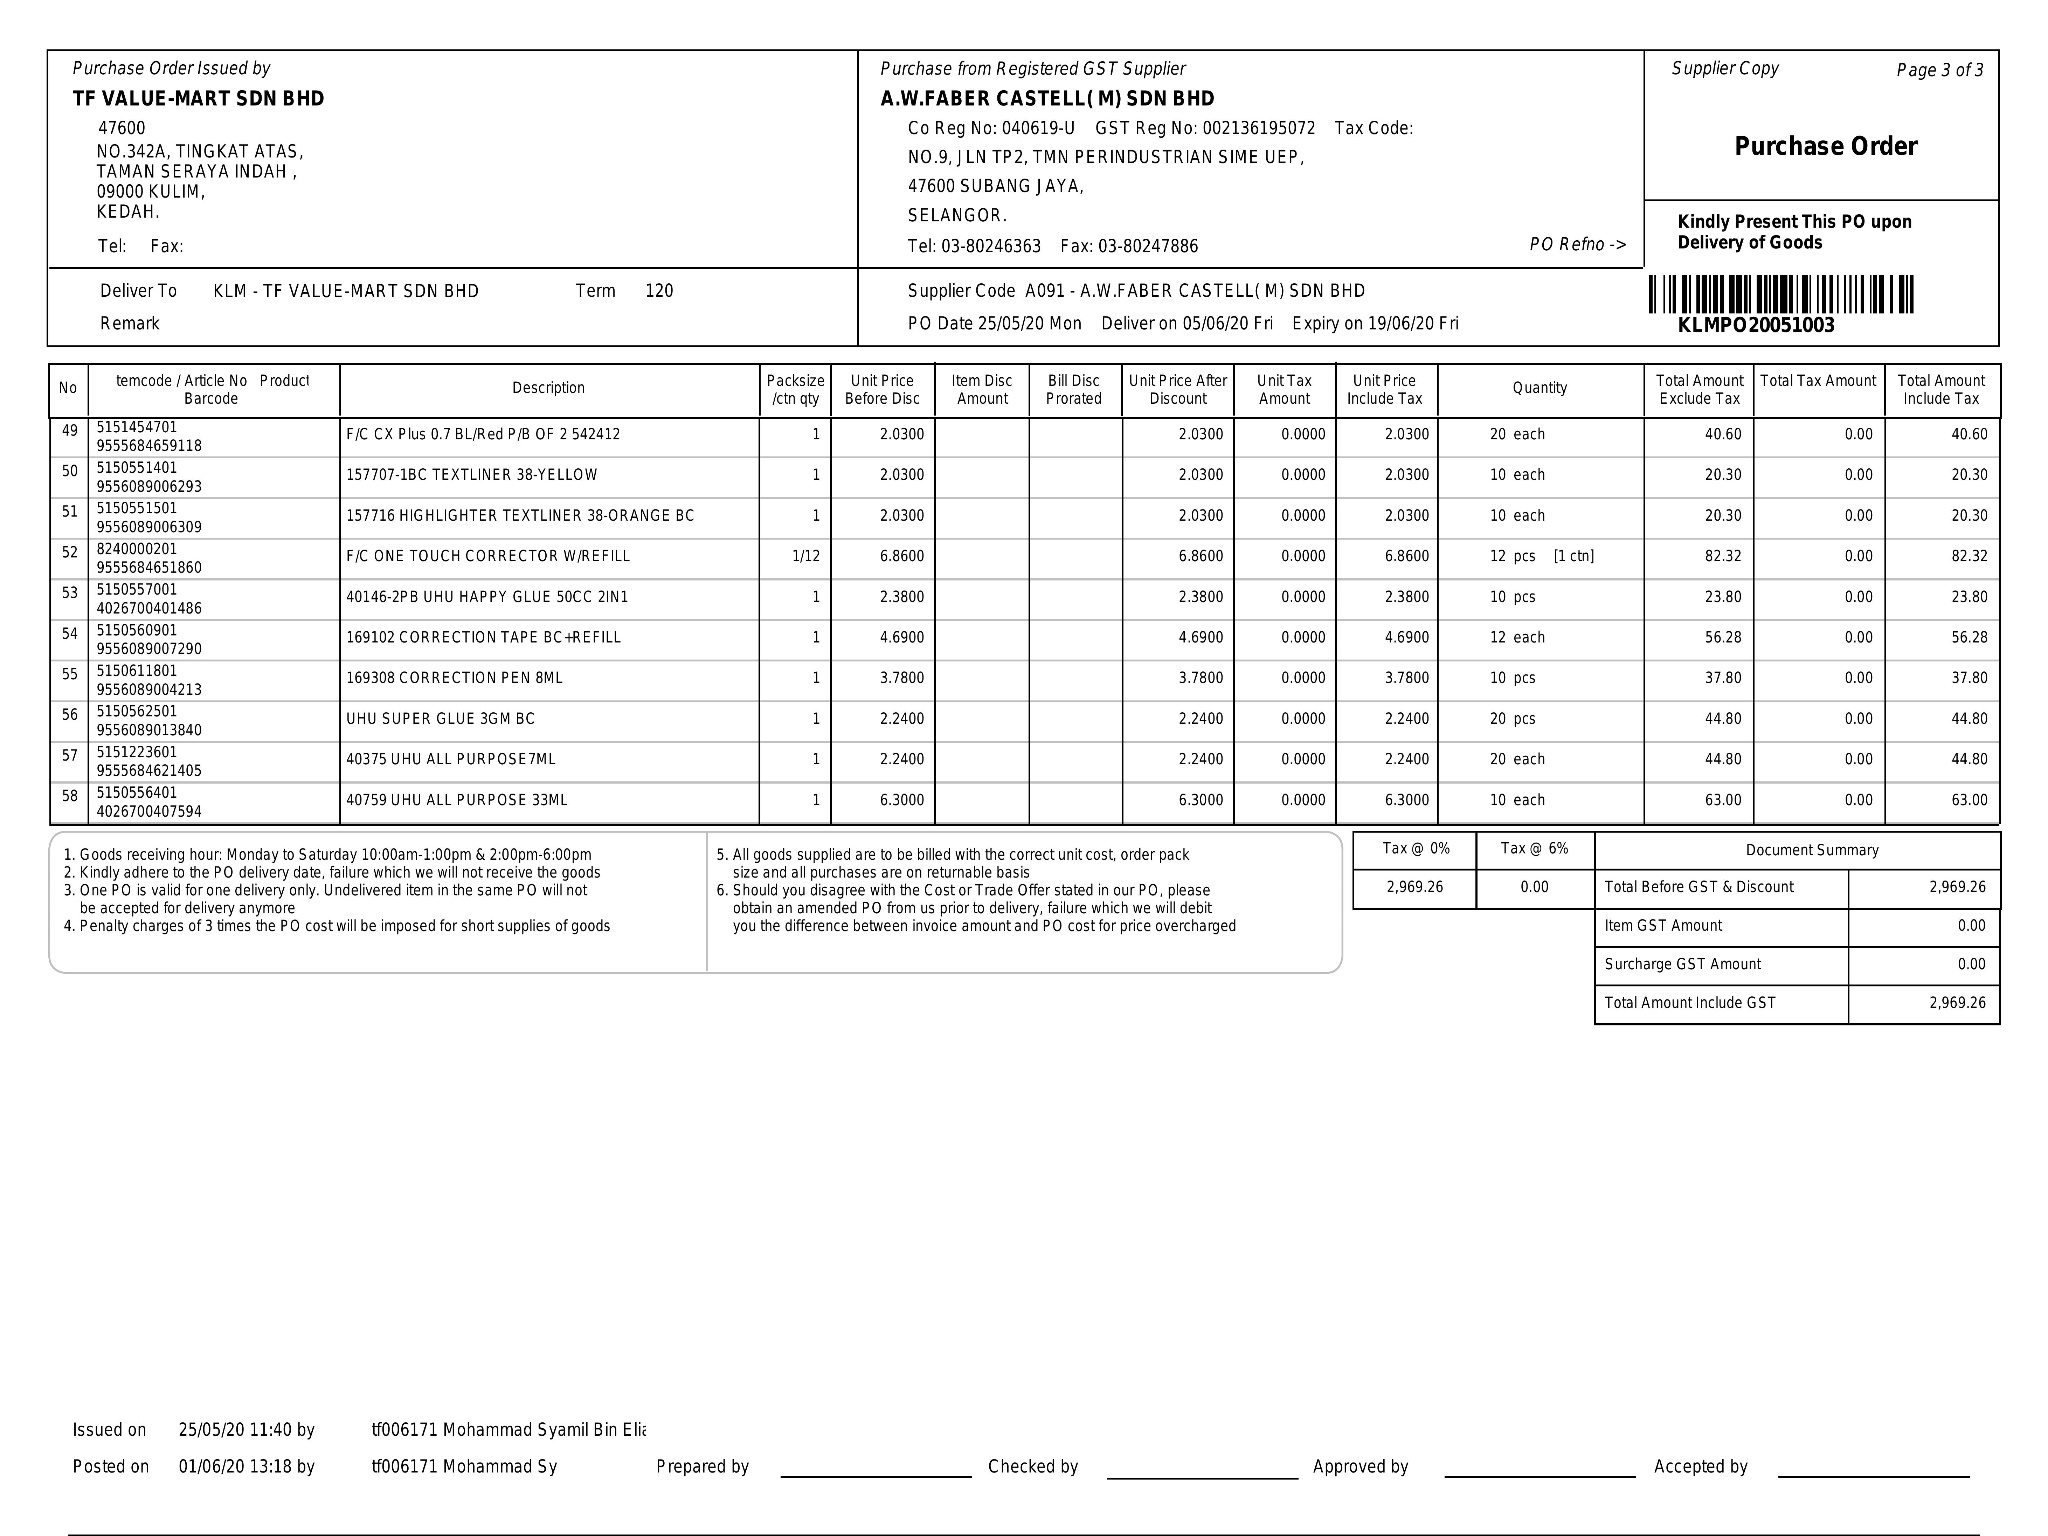 Purchase Order Issued by
TF VALUE-MART SDN BHD
47600
NO.342A, TINGKAT ATAS,
TAMAN SERAYA INDAH ,
09000 KULIM,
KEDAH.
Tel: Fax:
Deliver To KLM - TF VALUE-MART SDN BHD Term 120
Remark
Purchase from Registered GST Supplier
A.W.FABER CASTELL( M) SDN BHD
Co Reg No: 040619-U GST Reg No: 002136195072 Tax Code:
NO.9, JLN TP2, TMN PERINDUSTRIAN SIME UEP,
47600 SUBANG JAYA,
SELANGOR.
Tel: 03-80246363 Fax: 03-80247886 PO Refno ->
Supplier Code A091 - A.W.FABER CASTELL( M) SDN BHD
PO Date 25/05/20 Mon Deliver on 05/06/20 Fri Expiry on 19/06/20 Fri
Supplier Copy Page 3 of 3
Purchase Order
Kindly Present This PO upon
Delivery of Goods
KLMPO20051003
No temcode / Article No Product Barcode Description Packsize /ctn qty Unit Price Before Disc Item Disc Amount Bill Disc Prorated Unit Price After Discount Unit Tax Amount Unit Price Include Tax Quantity Total Amount Exclude Tax Total Tax Amount Total Amount Include Tax
49 5151454701 F/C CX Plus 0.7 BL/Red P/B OF 2 542412 1 2.0300 2.0300 0.0000 2.0300 20 each 40.60 0.00 40.60
9555684659118
50 5150551401 157707-1BC TEXTLINER 38-YELLOW 1 2.0300 2.0300 0.0000 2.0300 10 each 20.30 0.00 20.30
9556089006293
51 5150551501 157716 HIGHLIGHTER TEXTLINER 38-ORANGE BC 1 2.0300 2.0300 0.0000 2.0300 10 each 20.30 0.00 20.30
9556089006309
52 8240000201 F/C ONE TOUCH CORRECTOR W/REFILL 1/12 6.8600 6.8600 0.0000 6.8600 12 pcs [1 ctn] 82.32 0.00 82.32
9555684651860
53 5150557001 40146-2PB UHU HAPPY GLUE 50CC 2IN1 1 2.3800 2.3800 0.0000 2.3800 10 pcs 23.80 0.00 23.80
4026700401486
54 5150560901 169102 CORRECTION TAPE BC+REFILL 1 4.6900 4.6900 0.0000 4.6900 12 each 56.28 0.00 56.28
9556089007290
55 5150611801 169308 CORRECTION PEN 8ML 1 3.7800 3.7800 0.0000 3.7800 10 pcs 37.80 0.00 37.80
9556089004213
56 5150562501 UHU SUPER GLUE 3GM BC 1 2.2400 2.2400 0.0000 2.2400 20 pcs 44.80 0.00 44.80
9556089013840
57 5151223601 40375 UHU ALL PURPOSE7ML 1 2.2400 2.2400 0.0000 2.2400 20 each 44.80 0.00 44.80
9555684621405
58 5150556401 40759 UHU ALL PURPOSE 33ML 1 6.3000 6.3000 0.0000 6.3000 10 each 63.00 0.00 63.00
4026700407594
1. Goods receiving hour: Monday to Saturday 10:00am-1:00pm & 2:00pm-6:00pm
2. Kindly adhere to the PO delivery date, failure which we will not receive the goods
3. One PO is valid for one delivery only. Undelivered item in the same PO will not
be accepted for delivery anymore
4. Penalty charges of 3 times the PO cost will be imposed for short supplies of goods
5. All goods supplied are to be billed with the correct unit cost, order pack
size and all purchases are on returnable basis
6. Should you disagree with the Cost or Trade Offer stated in our PO, please
obtain an amended PO from us prior to delivery, failure which we will debit
you the difference between invoice amount and PO cost for price overcharged
Tax @ 0% Tax @ 6% Document Summary
2,969.26 0.00 Total Before GST & Discount 2,969.26
Item GST Amount 0.00
Surcharge GST Amount 0.00
Total Amount Include GST 2,969.26
Issued on 25/05/20 11:40 by tf006171 Mohammad Syamil Bin Elia
Posted on 01/06/20 13:18 by tf006171 Mohammad Sy Prepared by Checked by Approved by Accepted by